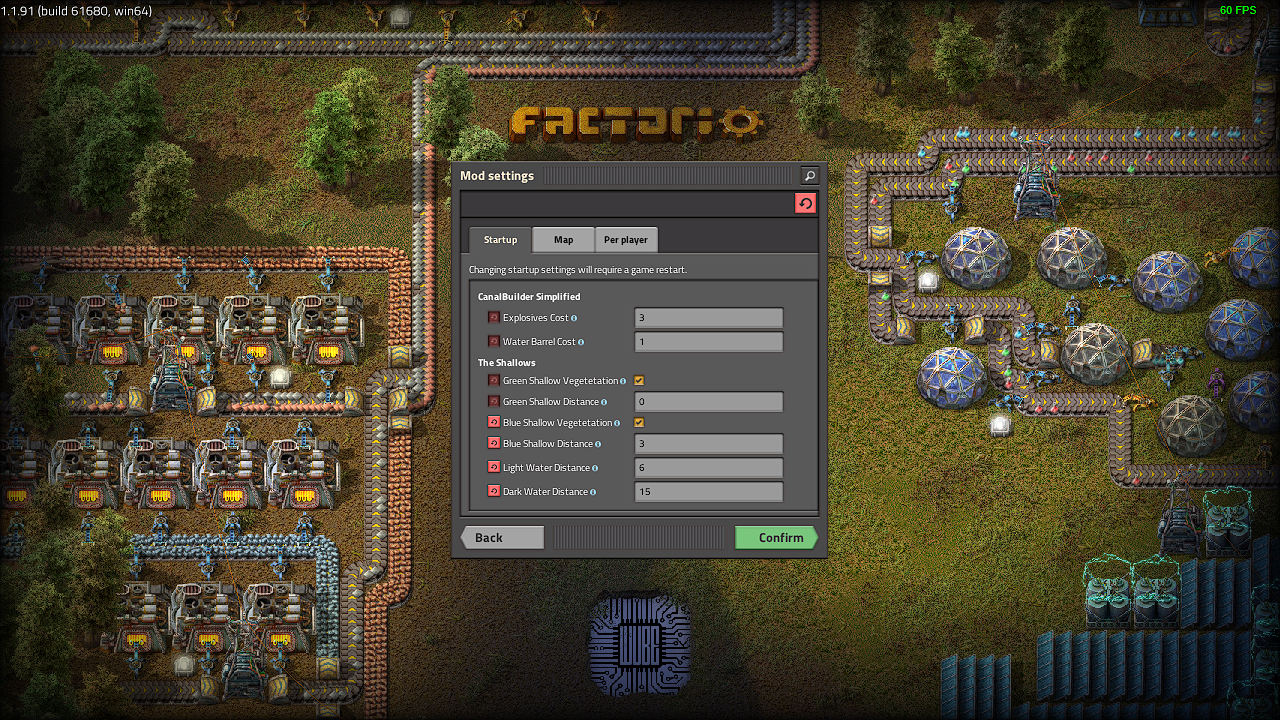 1.1.91 (build 61680, win64)
60 FPS
FACTORIO
Mod settings
Startup Map Per player
Changing startup settings will require a game restart.
CanalBuilder Simplified
Explosives Cost 3
Water Barrel Cost 1
The Shallows
Green Shallow Vegetetation
Green Shallow Distance 0
Blue Shallow Vegetetation
Blue Shallow Distance 3
Light Water Distance 6
Dark Water Distance 15
Back Confirm